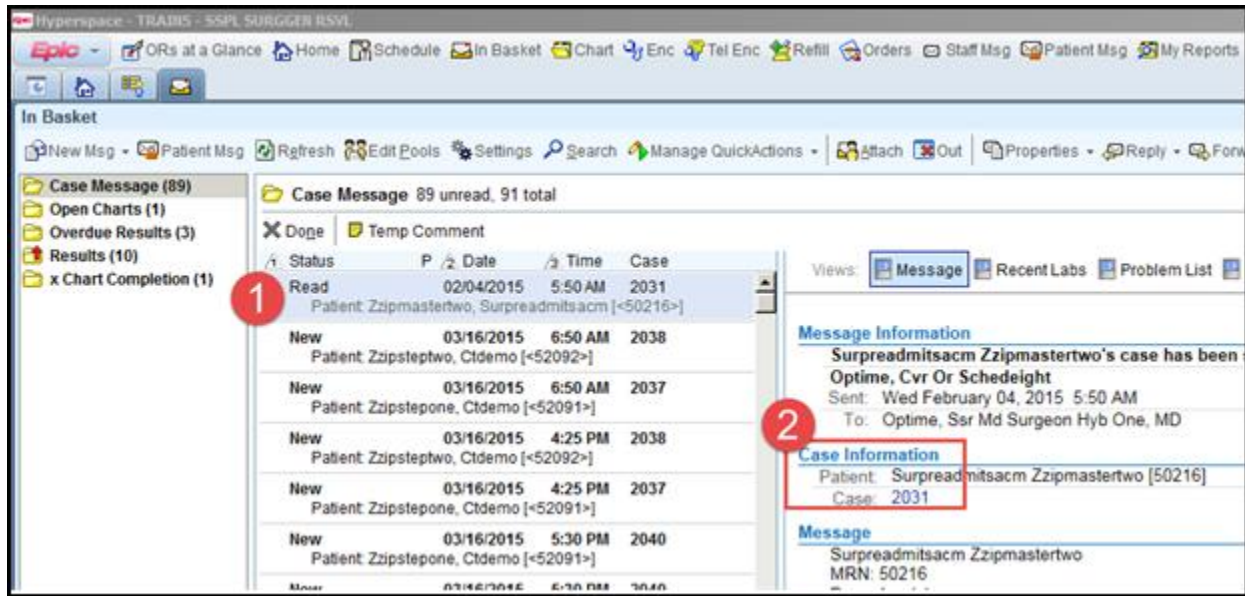 Hyperspace - TRAIN5 - SSPL SURGGEN RSVL
Epic ORs at a Glance Home Schedule In Basket Chart Enc Tel Enc Refill Orders Staff Msg Patient Msg My Reports
In Basket
New Msg Patient Msg Refresh Edit Pools Settings Search Manage QuickActions Attach Out Properties Reply Forw
Case Message (89)
Open Charts (1)
Overdue Results (3)
Results (10)
x Chart Completion (1)
Case Message 89 unread, 91 total
Done Temp Comment
1 Status P 2 Date 3 Time Case
1
Read 02/04/2015 5:50 AM 2031
Patient: Zzipmastertwo, Surpreadmitsacm [<50216>]
New 03/16/2015 6:50 AM 2038
Patient: Zzipsteptwo, Ctdemo [<52092>]
New 03/16/2015 6:50 AM 2037
Patient: Zzipstepone, Ctdemo [<52091>]
New 03/16/2015 4:25 PM 2038
Patient: Zzipsteptwo, Ctdemo [<52092>]
New 03/16/2015 4:25 PM 2037
Patient: Zzipstepone, Ctdemo [<52091>]
New 03/16/2015 5:30 PM 2040
Patient: Zzipstepone, Ctdemo [<52091>]
Views: Message Recent Labs Problem List
Message Information
Surpreadmitsacm Zzipmastertwo's case has been
Optime, Cvr Or Schedeight
Sent: Wed February 04, 2015 5:50 AM
To: Optime, Ssr Md Surgeon Hyb One, MD
2
Case Information
Patient: Surpreadmitsacm Zzipmastertwo [50216]
Case: 2031
Message
Surpreadmitsacm Zzipmastertwo
MRN: 50216